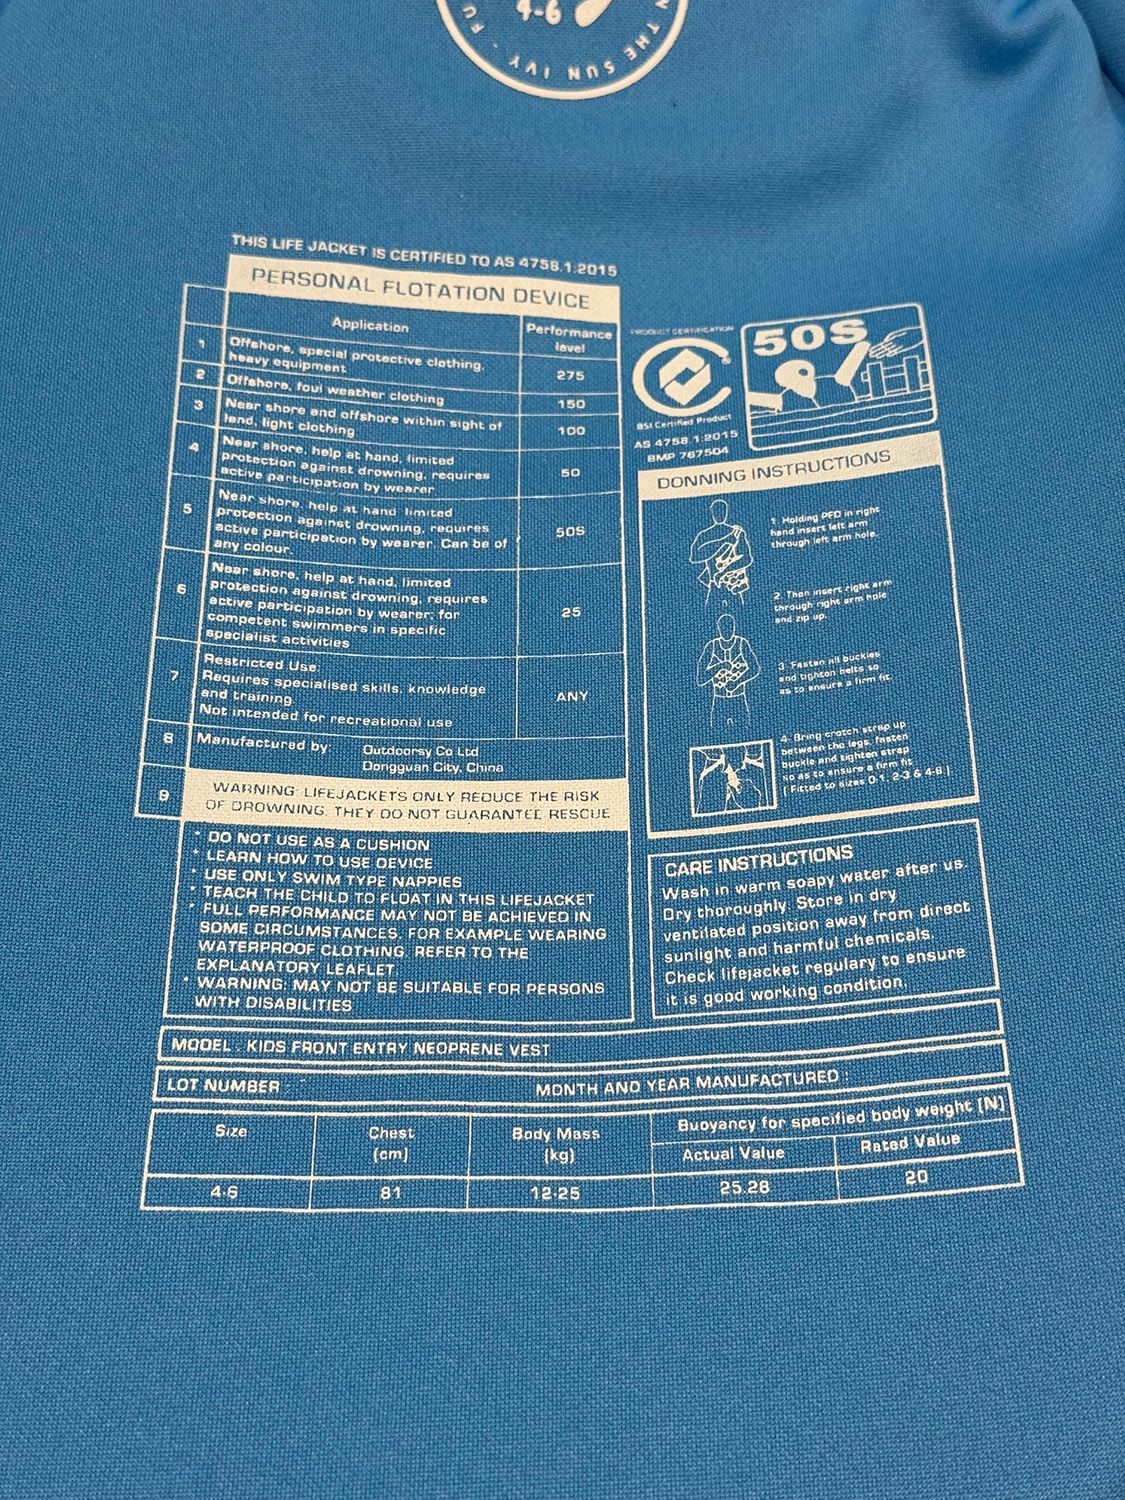 4-6
N THE SUN IVY · FU
THIS LIFE JACKET IS CERTIFIED TO AS 4758.1:2015
PERSONAL FLOTATION DEVICE
Application
Performance
level
1
Offshore, special protective clothing,
heavy equipment
275
2
Offshore, foul weather clothing
150
3
Near shore and offshore within sight of
land, light clothing
100
4
Near shore, help at hand, limited
protection against drowning, requires
active participation by wearer
50
5
Near shore, help at hand limited
protection against drowning, requires
active participation by wearer. Can be of
any colour.
50S
6
Near shore, help at hand, limited
protection against drowning, requires
active participation by wearer, for
competent swimmers in specific
specialist activities
25
7
Restricted Use.
Requires specialised skills, knowledge
and training
Not intended for recreational use
ANY
8
Manufactured by
Outdoorsy Co Ltd
Dongguan City, China
9
WARNING: LIFEJACKETS ONLY REDUCE THE RISK
OF DROWNING. THEY DO NOT GUARANTEE RESCUE
* DO NOT USE AS A CUSHION
* LEARN HOW TO USE DEVICE
* USE ONLY SWIM TYPE NAPPIES
* TEACH THE CHILD TO FLOAT IN THIS LIFEJACKET
* FULL PERFORMANCE MAY NOT BE ACHIEVED IN
SOME CIRCUMSTANCES. FOR EXAMPLE WEARING
WATERPROOF CLOTHING. REFER TO THE
EXPLANATORY LEAFLET
* WARNING: MAY NOT BE SUITABLE FOR PERSONS
WITH DISABILITIES
PRODUCT CERTIFICATION
BSI Certified Product
AS 4758.1:2015
BMP 767504
50S
DONNING INSTRUCTIONS
1. Holding PFD in right
hand insert left arm
through left arm hole.
2. Then insert right arm
through right arm hole
and zip up.
3. Fasten all buckles
and tighten belts so
as to ensure a firm fit
4. Bring crotch strap up
between the legs, fasten
buckle and tighten strap
so as to ensure a firm fit
( Fitted to sizes 0-1, 2-3 & 4-6 )
CARE INSTRUCTIONS
Wash in warm soapy water after us.
Dry thoroughly. Store in dry
ventilated position away from direct
sunlight and harmful chemicals.
Check lifejacket regulary to ensure
it is good working condition.
MODEL : KIDS FRONT ENTRY NEOPRENE VEST
LOT NUMBER :
MONTH AND YEAR MANUFACTURED :
Size
Chest
(cm)
Body Mass
(kg)
Buoyancy for specified body weight (N)
Actual Value
Rated Value
4-6
81
12-25
25.28
20